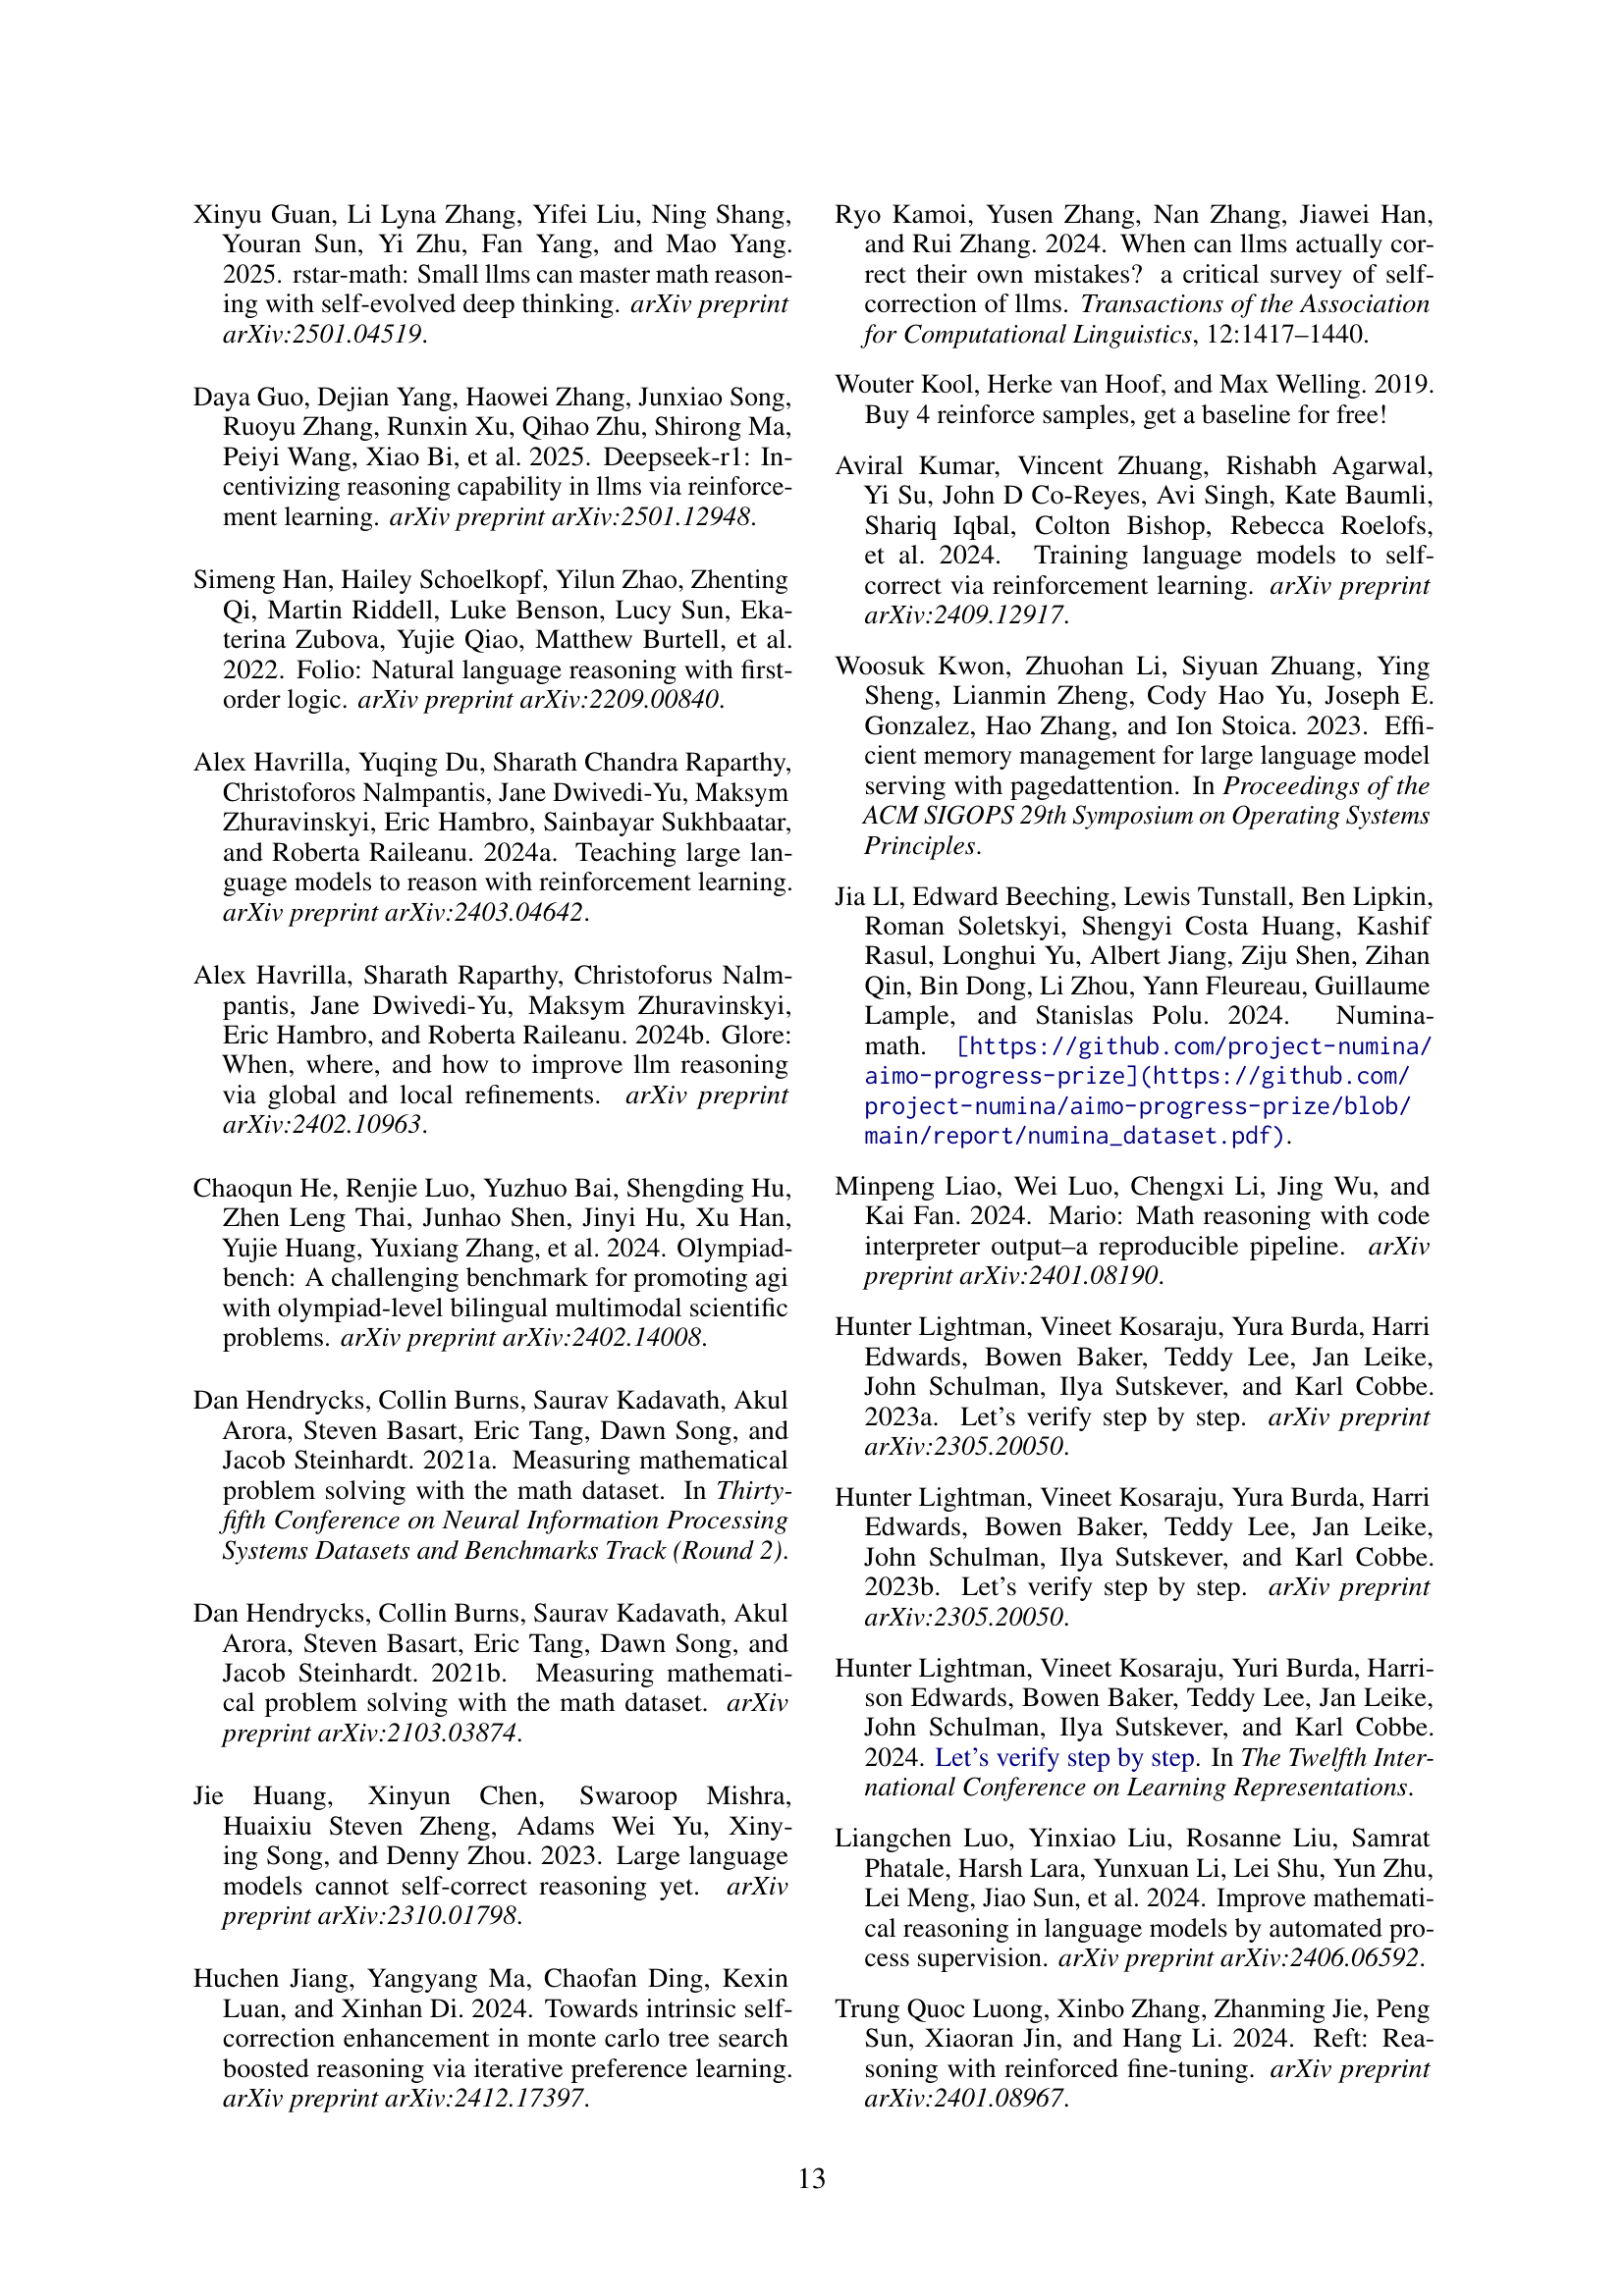 Xinyu Guan, Li Lyna Zhang, Yifei Liu, Ning Shang,
Youran Sun, Yi Zhu, Fan Yang, and Mao Yang.
2025. rstar-math: Small llms can master math reason-
ing with self-evolved deep thinking. arXiv preprint
arXiv:2501.04519.
Daya Guo, Dejian Yang, Haowei Zhang, Junxiao Song,
Ruoyu Zhang, Runxin Xu, Qihao Zhu, Shirong Ma,
Peiyi Wang, Xiao Bi, et al. 2025. Deepseek-r1: In-
centivizing reasoning capability in llms via reinforce-
ment learning. arXiv preprint arXiv:2501.12948.
Simeng Han, Hailey Schoelkopf, Yilun Zhao, Zhenting
Qi, Martin Riddell, Luke Benson, Lucy Sun, Eka-
terina Zubova, Yujie Qiao, Matthew Burtell, et al.
2022. Folio: Natural language reasoning with first-
order logic. arXiv preprint arXiv:2209.00840.
Alex Havrilla, Yuqing Du, Sharath Chandra Raparthy,
Christoforos Nalmpantis, Jane Dwivedi-Yu, Maksym
Zhuravinskyi, Eric Hambro, Sainbayar Sukhbaatar,
and Roberta Raileanu. 2024a. Teaching large lan-
guage models to reason with reinforcement learning.
arXiv preprint arXiv:2403.04642.
Alex Havrilla, Sharath Raparthy, Christoforus Nalm-
pantis, Jane Dwivedi-Yu, Maksym Zhuravinskyi,
Eric Hambro, and Roberta Raileanu. 2024b. Glore:
When, where, and how to improve llm reasoning
via global and local refinements. arXiv preprint
arXiv:2402.10963.
Chaoqun He, Renjie Luo, Yuzhuo Bai, Shengding Hu,
Zhen Leng Thai, Junhao Shen, Jinyi Hu, Xu Han,
Yujie Huang, Yuxiang Zhang, et al. 2024. Olympiad-
bench: A challenging benchmark for promoting agi
with olympiad-level bilingual multimodal scientific
problems. arXiv preprint arXiv:2402.14008.
Dan Hendrycks, Collin Burns, Saurav Kadavath, Akul
Arora, Steven Basart, Eric Tang, Dawn Song, and
Jacob Steinhardt. 2021a. Measuring mathematical
problem solving with the math dataset. In Thirty-
fifth Conference on Neural Information Processing
Systems Datasets and Benchmarks Track (Round 2).
Dan Hendrycks, Collin Burns, Saurav Kadavath, Akul
Arora, Steven Basart, Eric Tang, Dawn Song, and
Jacob Steinhardt. 2021b. Measuring mathemati-
cal problem solving with the math dataset. arXiv
preprint arXiv:2103.03874.
Jie Huang, Xinyun Chen, Swaroop Mishra,
Huaixiu Steven Zheng, Adams Wei Yu, Xiny-
ing Song, and Denny Zhou. 2023. Large language
models cannot self-correct reasoning yet. arXiv
preprint arXiv:2310.01798.
Huchen Jiang, Yangyang Ma, Chaofan Ding, Kexin
Luan, and Xinhan Di. 2024. Towards intrinsic self-
correction enhancement in monte carlo tree search
boosted reasoning via iterative preference learning.
arXiv preprint arXiv:2412.17397.
Ryo Kamoi, Yusen Zhang, Nan Zhang, Jiawei Han,
and Rui Zhang. 2024. When can llms actually cor-
rect their own mistakes? a critical survey of self-
correction of llms. Transactions of the Association
for Computational Linguistics, 12:1417–1440.
Wouter Kool, Herke van Hoof, and Max Welling. 2019.
Buy 4 reinforce samples, get a baseline for free!
Aviral Kumar, Vincent Zhuang, Rishabh Agarwal,
Yi Su, John D Co-Reyes, Avi Singh, Kate Baumli,
Shariq Iqbal, Colton Bishop, Rebecca Roelofs,
et al. 2024. Training language models to self-
correct via reinforcement learning. arXiv preprint
arXiv:2409.12917.
Woosuk Kwon, Zhuohan Li, Siyuan Zhuang, Ying
Sheng, Lianmin Zheng, Cody Hao Yu, Joseph E.
Gonzalez, Hao Zhang, and Ion Stoica. 2023. Effi-
cient memory management for large language model
serving with pagedattention. In Proceedings of the
ACM SIGOPS 29th Symposium on Operating Systems
Principles.
Jia LI, Edward Beeching, Lewis Tunstall, Ben Lipkin,
Roman Soletskyi, Shengyi Costa Huang, Kashif
Rasul, Longhui Yu, Albert Jiang, Ziju Shen, Zihan
Qin, Bin Dong, Li Zhou, Yann Fleureau, Guillaume
Lample, and Stanislas Polu. 2024. Numina-
math. [https://github.com/project-numina/
aimo-progress-prize](https://github.com/
project-numina/aimo-progress-prize/blob/
main/report/numina_dataset.pdf).
Minpeng Liao, Wei Luo, Chengxi Li, Jing Wu, and
Kai Fan. 2024. Mario: Math reasoning with code
interpreter output–a reproducible pipeline. arXiv
preprint arXiv:2401.08190.
Hunter Lightman, Vineet Kosaraju, Yura Burda, Harri
Edwards, Bowen Baker, Teddy Lee, Jan Leike,
John Schulman, Ilya Sutskever, and Karl Cobbe.
2023a. Let's verify step by step. arXiv preprint
arXiv:2305.20050.
Hunter Lightman, Vineet Kosaraju, Yura Burda, Harri
Edwards, Bowen Baker, Teddy Lee, Jan Leike,
John Schulman, Ilya Sutskever, and Karl Cobbe.
2023b. Let's verify step by step. arXiv preprint
arXiv:2305.20050.
Hunter Lightman, Vineet Kosaraju, Yuri Burda, Harri-
son Edwards, Bowen Baker, Teddy Lee, Jan Leike,
John Schulman, Ilya Sutskever, and Karl Cobbe.
2024. Let's verify step by step. In The Twelfth Inter-
national Conference on Learning Representations.
Liangchen Luo, Yinxiao Liu, Rosanne Liu, Samrat
Phatale, Harsh Lara, Yunxuan Li, Lei Shu, Yun Zhu,
Lei Meng, Jiao Sun, et al. 2024. Improve mathemati-
cal reasoning in language models by automated pro-
cess supervision. arXiv preprint arXiv:2406.06592.
Trung Quoc Luong, Xinbo Zhang, Zhanming Jie, Peng
Sun, Xiaoran Jin, and Hang Li. 2024. Reft: Rea-
soning with reinforced fine-tuning. arXiv preprint
arXiv:2401.08967.
13